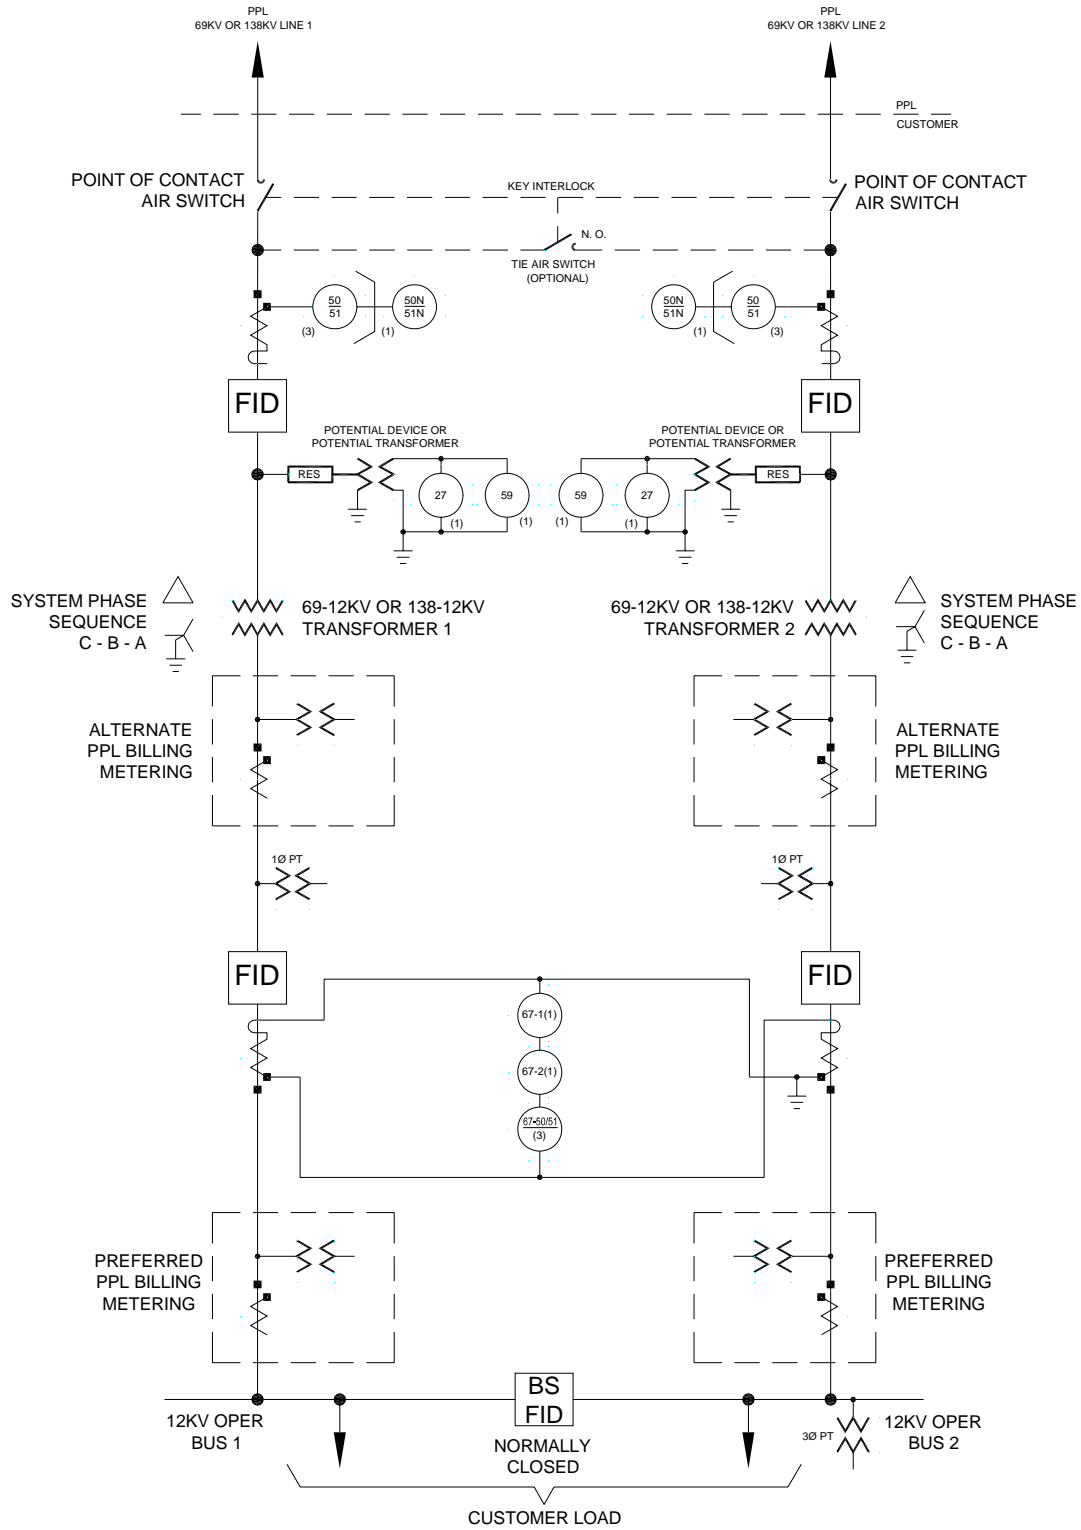 PPL
69KV OR 138KV LINE 1
PPL
69KV OR 138KV LINE 2
PPL
CUSTOMER
POINT OF CONTACT
AIR SWITCH
KEY INTERLOCK
POINT OF CONTACT
AIR SWITCH
N. O.
TIE AIR SWITCH
(OPTIONAL)
50
51
(3)
50N
51N
(1)
50N
51N
(1)
50
51
(3)
FID
FID
POTENTIAL DEVICE OR
POTENTIAL TRANSFORMER
POTENTIAL DEVICE OR
POTENTIAL TRANSFORMER
RES
27
(1)
59
(1)
59
(1)
27
(1)
RES
SYSTEM PHASE
SEQUENCE
C - B - A
69-12KV OR 138-12KV
TRANSFORMER 1
69-12KV OR 138-12KV
TRANSFORMER 2
SYSTEM PHASE
SEQUENCE
C - B - A
ALTERNATE
PPL BILLING
METERING
ALTERNATE
PPL BILLING
METERING
1Ø PT
1Ø PT
FID
FID
67-1(1)
67-2(1)
67-50/51
(3)
PREFERRED
PPL BILLING
METERING
PREFERRED
PPL BILLING
METERING
BS
FID
12KV OPER
BUS 1
NORMALLY
CLOSED
3Ø PT
12KV OPER
BUS 2
CUSTOMER LOAD